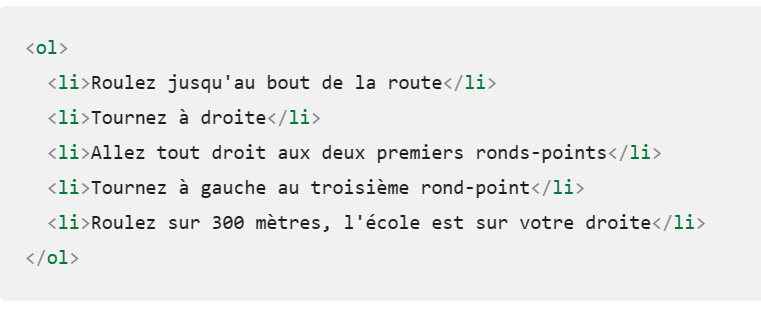 <ol>
<li>Roulez jusqu'au bout de la route</li>
<li>Tournez à droite</li>
<li>Allez tout droit aux deux premiers ronds-points</li>
<li>Tournez à gauche au troisième rond-point</li>
<li>Roulez sur 300 mètres, l'école est sur votre droite</li>
</ol>